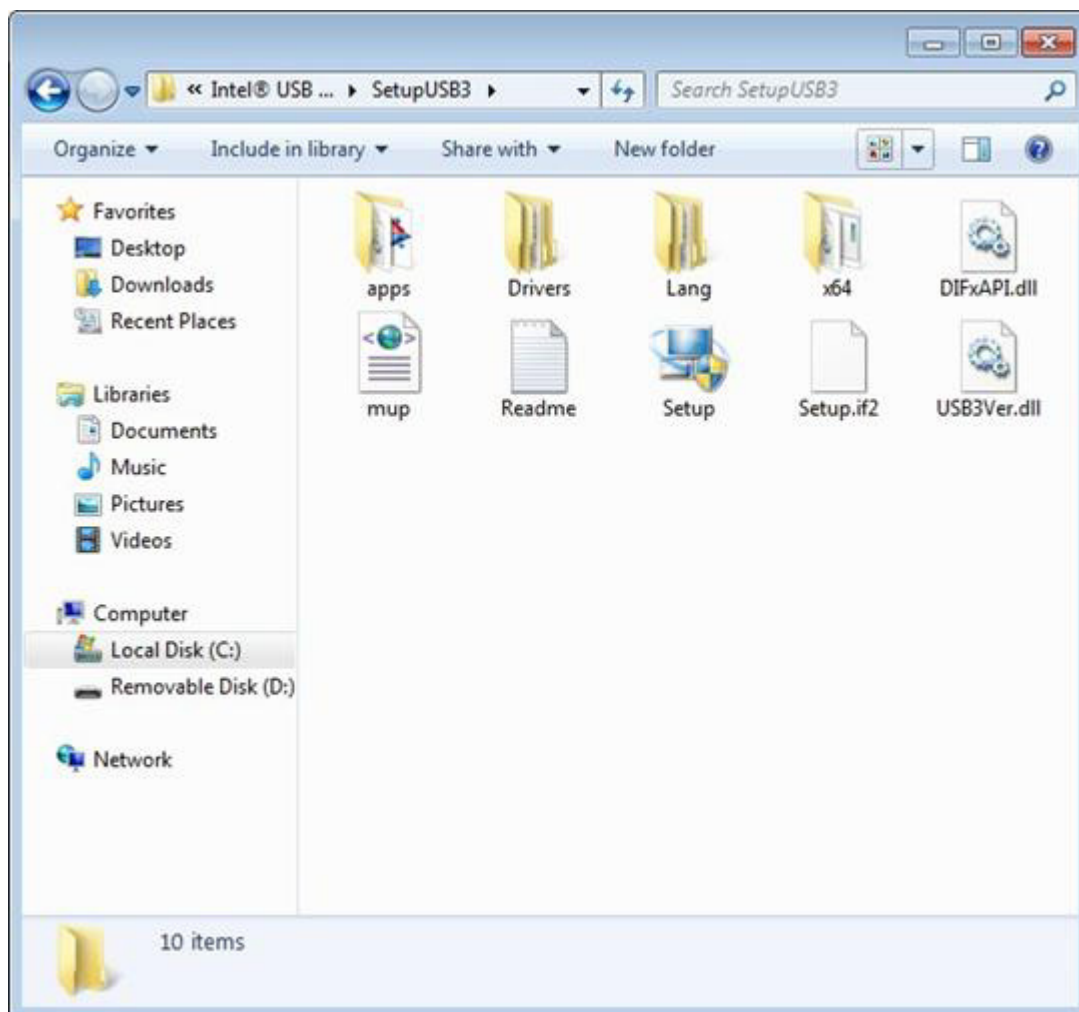 « Intel® USB ... ▸ SetupUSB3 ▸
Search SetupUSB3
Organize
Include in library
Share with
New folder
Favorites
Desktop
Downloads
Recent Places
Libraries
Documents
Music
Pictures
Videos
Computer
Local Disk (C:)
Removable Disk (D:)
Network
apps
Drivers
Lang
x64
DIFxAPI.dll
mup
Readme
Setup
Setup.if2
USB3Ver.dll
10 items